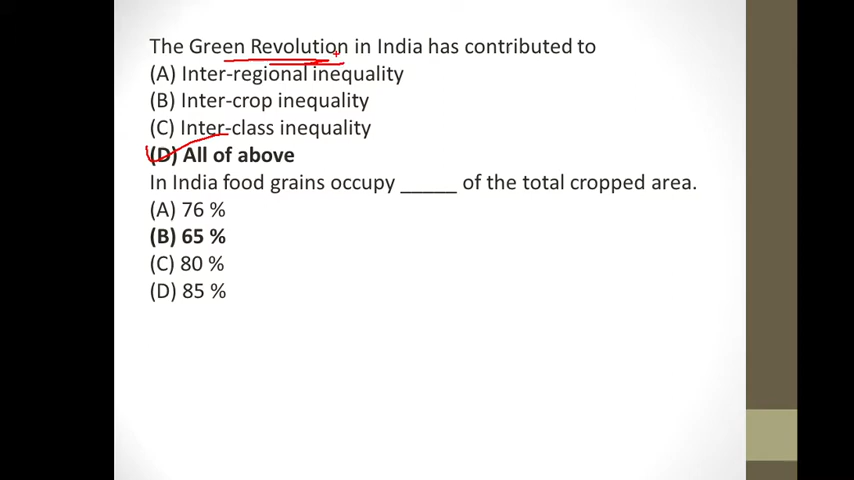 The Green Revolution in India has contributed to
(A) Inter-regional inequality
(B) Inter-crop inequality
(C) Inter-class inequality
(D) All of above
In India food grains occupy _____ of the total cropped area.
(A) 76 %
(B) 65 %
(C) 80 %
(D) 85 %